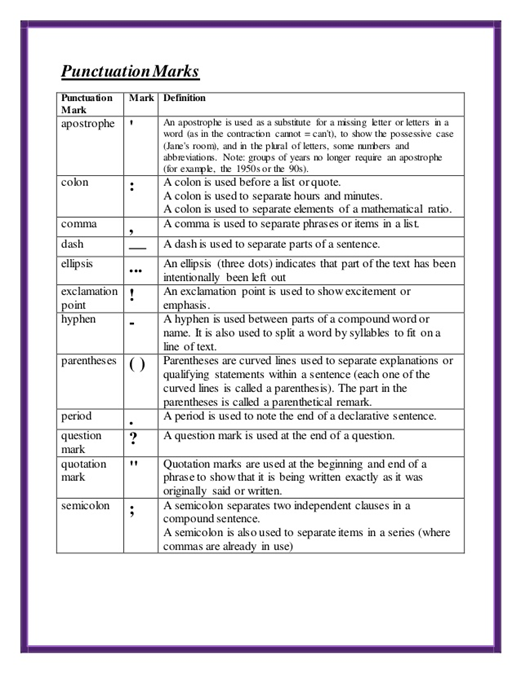 Punctuation Marks
Punctuation Mark Definition
Mark
apostrophe ' An apostrophe is used as a substitute for a missing letter or letters in a
word (as in the contraction cannot = can't), to show the possessive case
(Jane's room), and in the plural of letters, some numbers and
abbreviations. Note: groups of years no longer require an apostrophe
(for example, the 1950s or the 90s).
colon : A colon is used before a list or quote.
A colon is used to separate hours and minutes.
A colon is used to separate elements of a mathematical ratio.
comma , A comma is used to separate phrases or items in a list.
dash — A dash is used to separate parts of a sentence.
ellipsis ... An ellipsis (three dots) indicates that part of the text has been
intentionally been left out
exclamation ! An exclamation point is used to show excitement or
point emphasis.
hyphen - A hyphen is used between parts of a compound word or
name. It is also used to split a word by syllables to fit on a
line of text.
parentheses ( ) Parentheses are curved lines used to separate explanations or
qualifying statements within a sentence (each one of the
curved lines is called a parenthesis). The part in the
parentheses is called a parenthetical remark.
period . A period is used to note the end of a declarative sentence.
question ? A question mark is used at the end of a question.
mark
quotation " Quotation marks are used at the beginning and end of a
mark phrase to show that it is being written exactly as it was
originally said or written.
semicolon ; A semicolon separates two independent clauses in a
compound sentence.
A semicolon is also used to separate items in a series (where
commas are already in use)